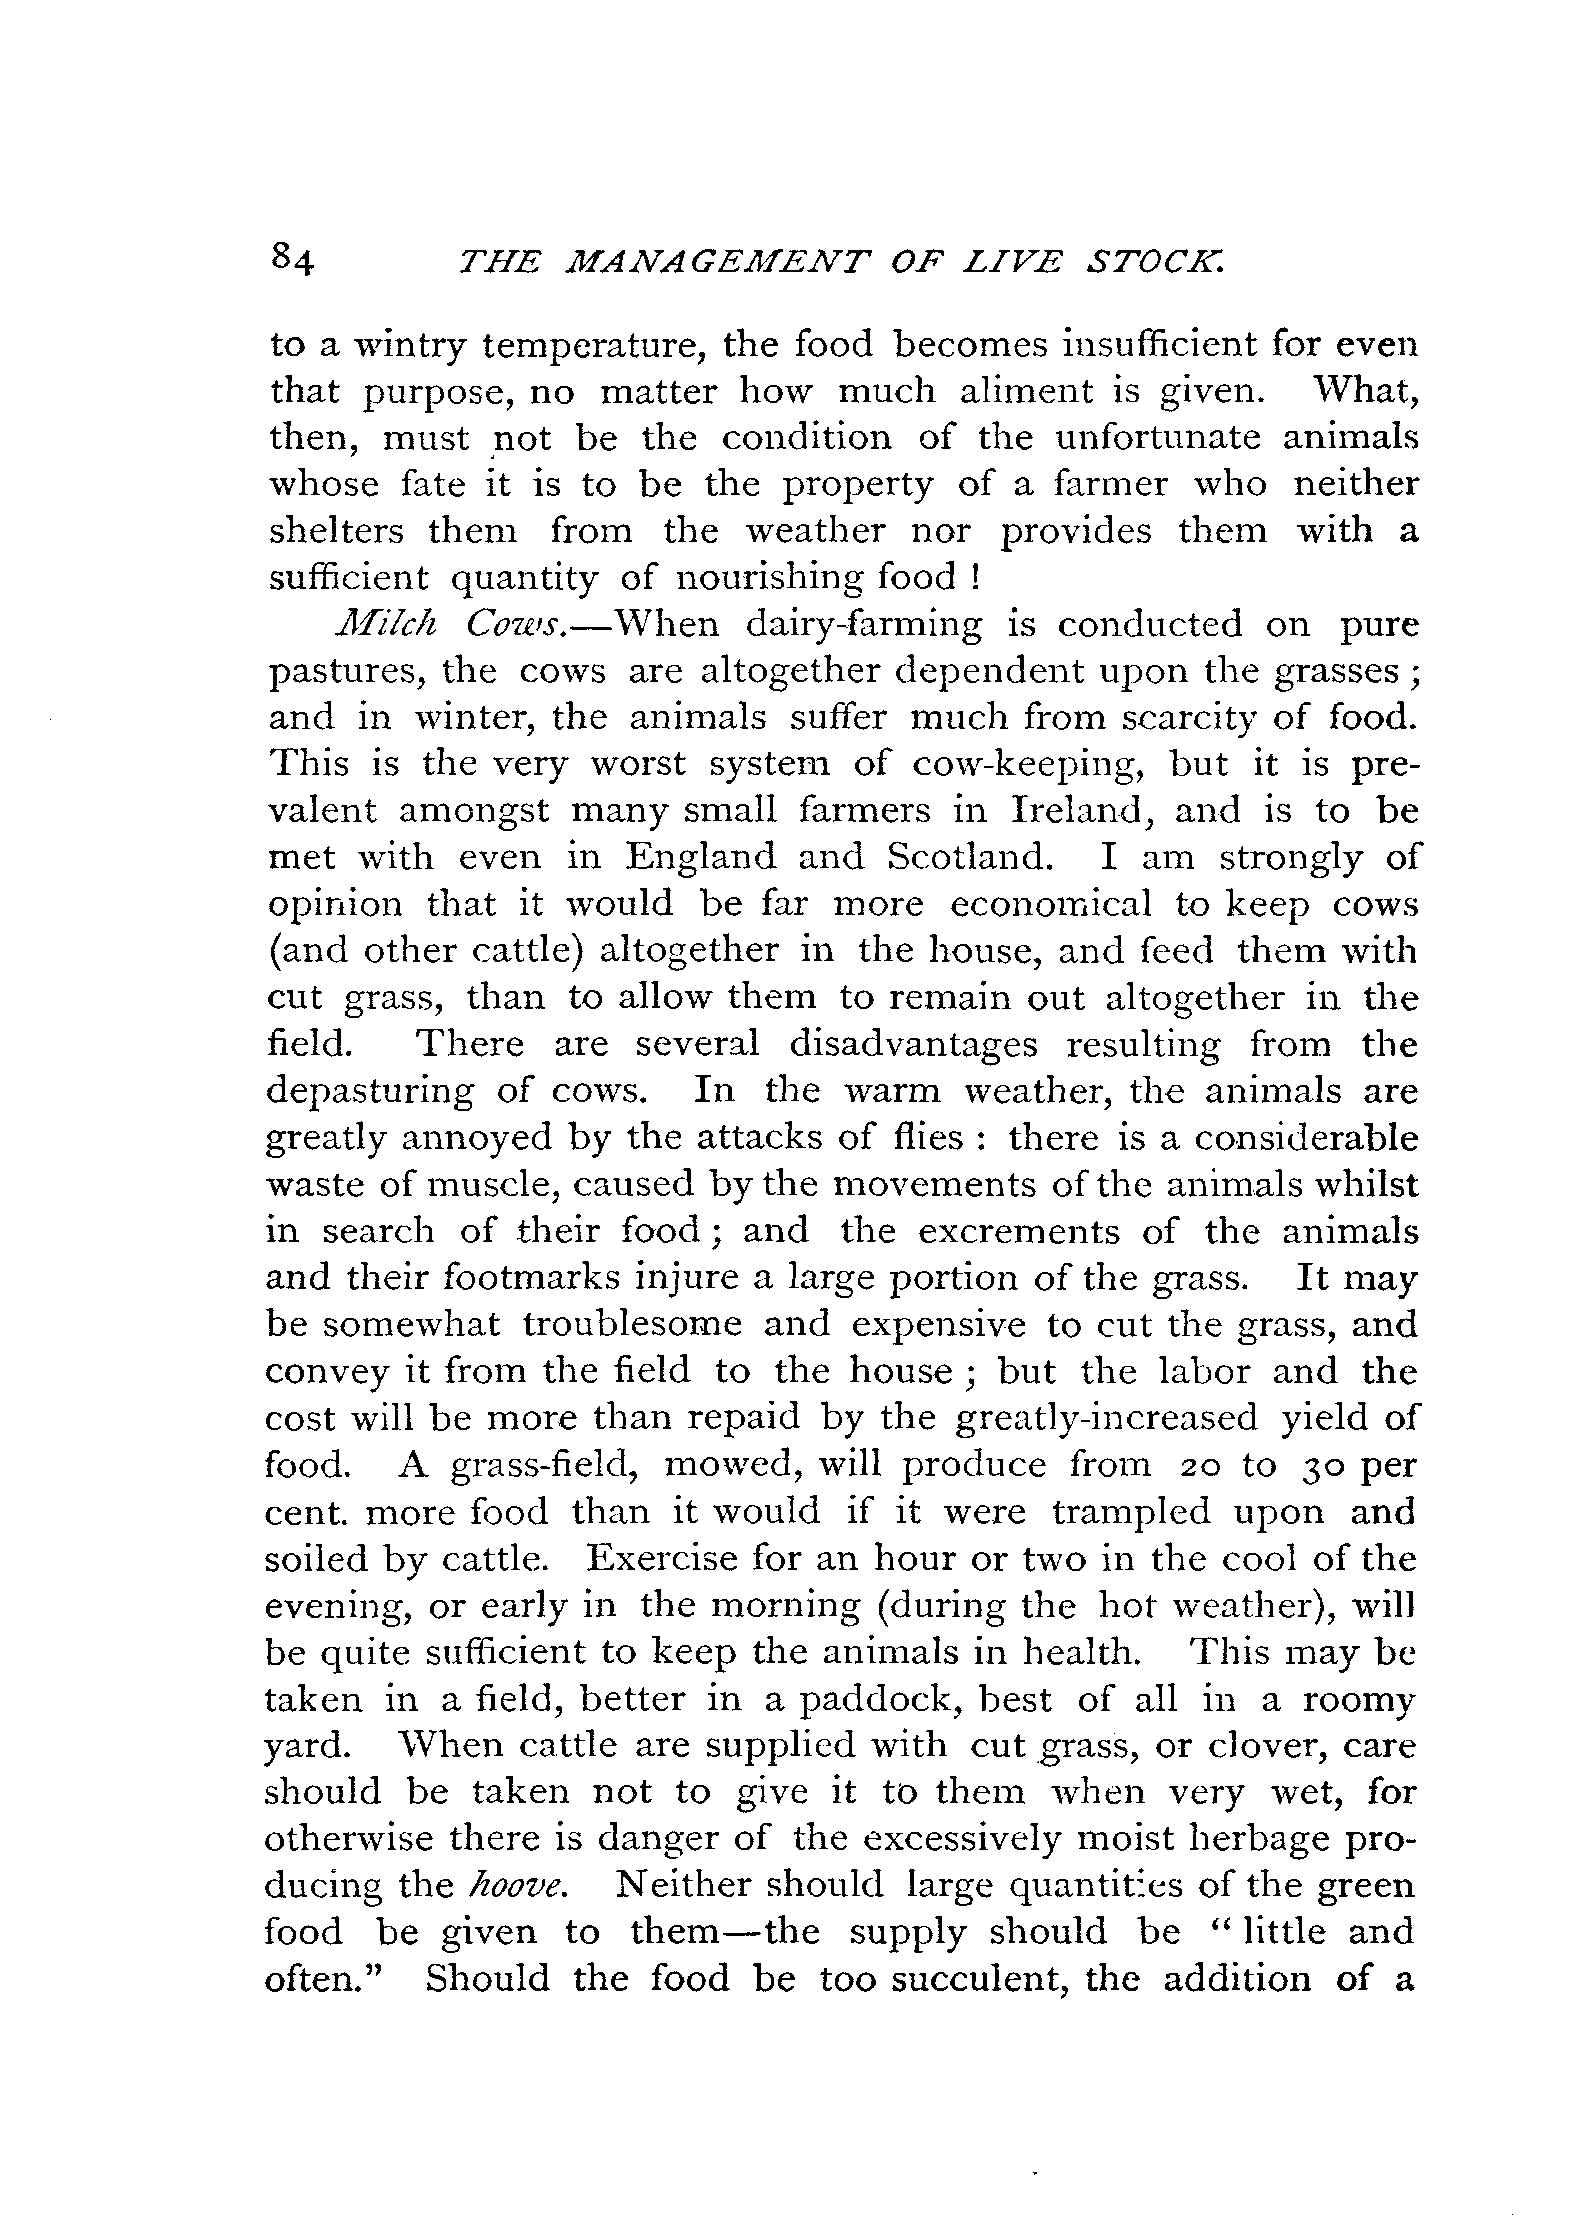 84 THE MANAGEMENT OF LIVE STOCK.
to a wintry temperature, the food becomes insufficient for even
that purpose, no matter how much aliment is given. What,
then, must not be the condition of the unfortunate animals
whose fate it is to be the property of a farmer who neither
shelters them from the weather nor provides them with a
sufficient quantity of nourishing food !
Milch Cows.—When dairy-farming is conducted on pure
pastures, the cows are altogether dependent upon the grasses ;
and in winter, the animals suffer much from scarcity of food.
This is the very worst system of cow-keeping, but it is pre-
valent amongst many small farmers in Ireland, and is to be
met with even in England and Scotland. I am strongly of
opinion that it would be far more economical to keep cows
(and other cattle) altogether in the house, and feed them with
cut grass, than to allow them to remain out altogether in the
field. There are several disadvantages resulting from the
depasturing of cows. In the warm weather, the animals are
greatly annoyed by the attacks of flies : there is a considerable
waste of muscle, caused by the movements of the animals whilst
in search of their food ; and the excrements of the animals
and their footmarks injure a large portion of the grass. It may
be somewhat troublesome and expensive to cut the grass, and
convey it from the field to the house ; but the labor and the
cost will be more than repaid by the greatly-increased yield of
food. A grass-field, mowed, will produce from 20 to 30 per
cent. more food than it would if it were trampled upon and
soiled by cattle. Exercise for an hour or two in the cool of the
evening, or early in the morning (during the hot weather), will
be quite sufficient to keep the animals in health. This may be
taken in a field, better in a paddock, best of all in a roomy
yard. When cattle are supplied with cut grass, or clover, care
should be taken not to give it to them when very wet, for
otherwise there is danger of the excessively moist herbage pro-
ducing the hoove. Neither should large quantities of the green
food be given to them—the supply should be “ little and
often.” Should the food be too succulent, the addition of a